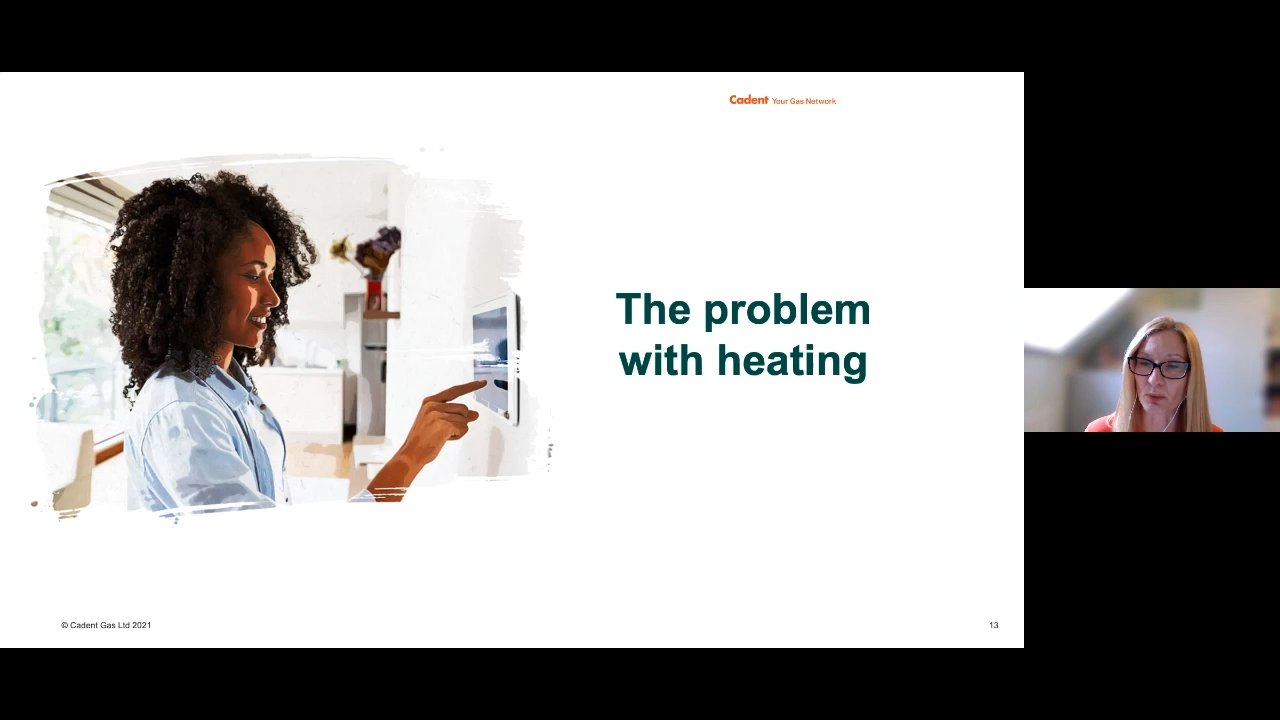 Cadent Your Gas Network
The problem
with heating
© Cadent Gas Ltd 2021
13